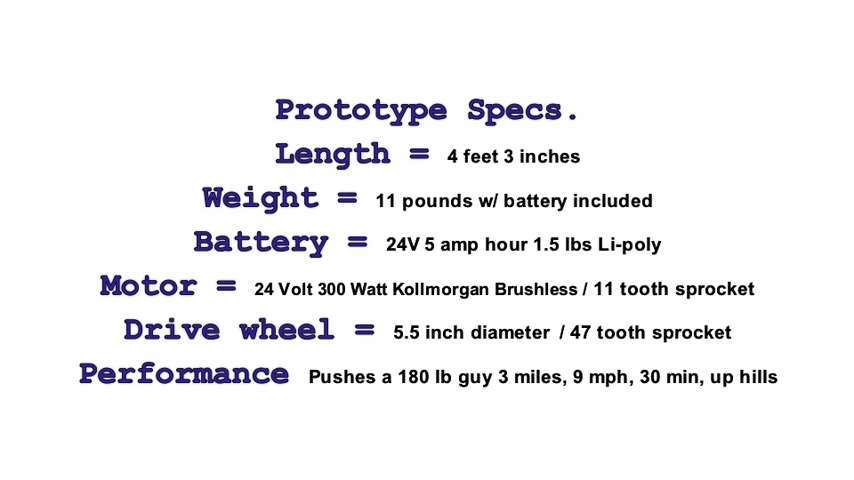 Prototype Specs.
Length = 4 feet 3 inches
Weight = 11 pounds w/ battery included
Battery = 24V 5 amp hour 1.5 lbs Li-poly
Motor = 24 Volt 300 Watt Kollmorgan Brushless / 11 tooth sprocket
Drive wheel = 5.5 inch diameter / 47 tooth sprocket
Performance Pushes a 180 lb guy 3 miles, 9 mph, 30 min, up hills